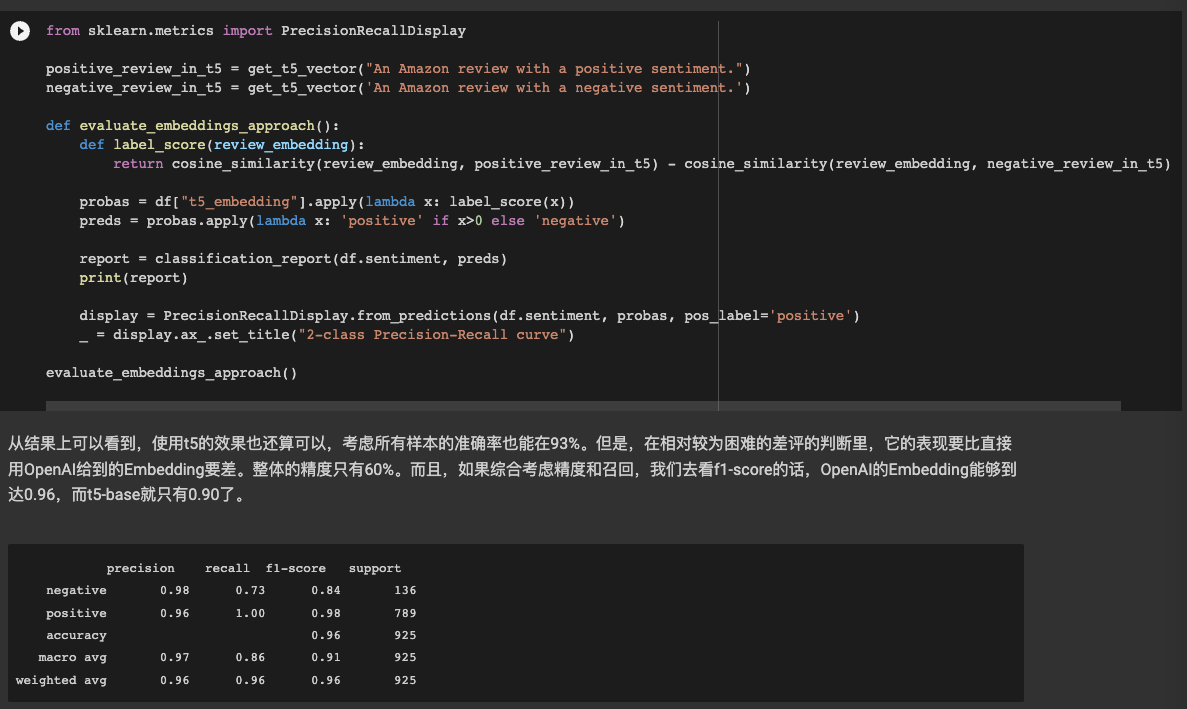 from sklearn.metrics import PrecisionRecallDisplay
positive_review_in_t5 = get_t5_vector("An Amazon review with a positive sentiment.")
negative_review_in_t5 = get_t5_vector('An Amazon review with a negative sentiment.')
def evaluate_embeddings_approach():
    def label_score(review_embedding):
        return cosine_similarity(review_embedding, positive_review_in_t5) - cosine_similarity(review_embedding, negative_review_in_t5)
    probas = df["t5_embedding"].apply(lambda x: label_score(x))
    preds = probas.apply(lambda x: 'positive' if x>0 else 'negative')
    report = classification_report(df.sentiment, preds)
    print(report)
    display = PrecisionRecallDisplay.from_predictions(df.sentiment, probas, pos_label='positive')
    _ = display.ax_.set_title("2-class Precision-Recall curve")
evaluate_embeddings_approach()
从结果上可以看到，使用t5的效果也还算可以，考虑所有样本的准确率也能在93%。但是，在相对较为困难的差评的判断里，它的表现要比直接
用OpenAI给到的Embedding要差。整体的精度只有60%。而且，如果综合考虑精度和召回，我们去看f1-score的话，OpenAI的Embedding能够到
达0.96，而t5-base就只有0.90了。
precision recall f1-score support
negative 0.98 0.73 0.84 136
positive 0.96 1.00 0.98 789
accuracy 0.96 925
macro avg 0.97 0.86 0.91 925
weighted avg 0.96 0.96 0.96 925